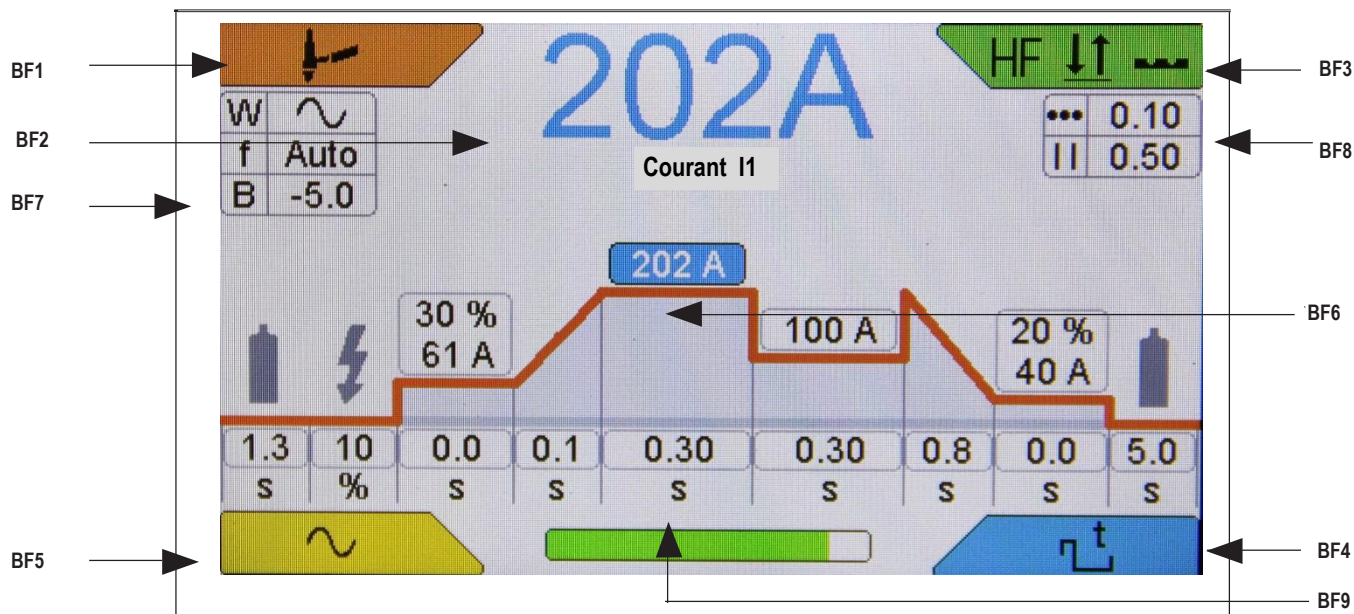 BF1
BF2
BF7
BF5
202A
Courant I1
HF
BF3
BF8
BF6
BF4
BF9
W
f Auto
B -5.0
••• 0.10
II 0.50
202 A
30 %
61 A
100 A
20 %
40 A
1.3 10 0.0 0.1 0.30 0.30 0.8 0.0 5.0
s % s s s s s s s
t